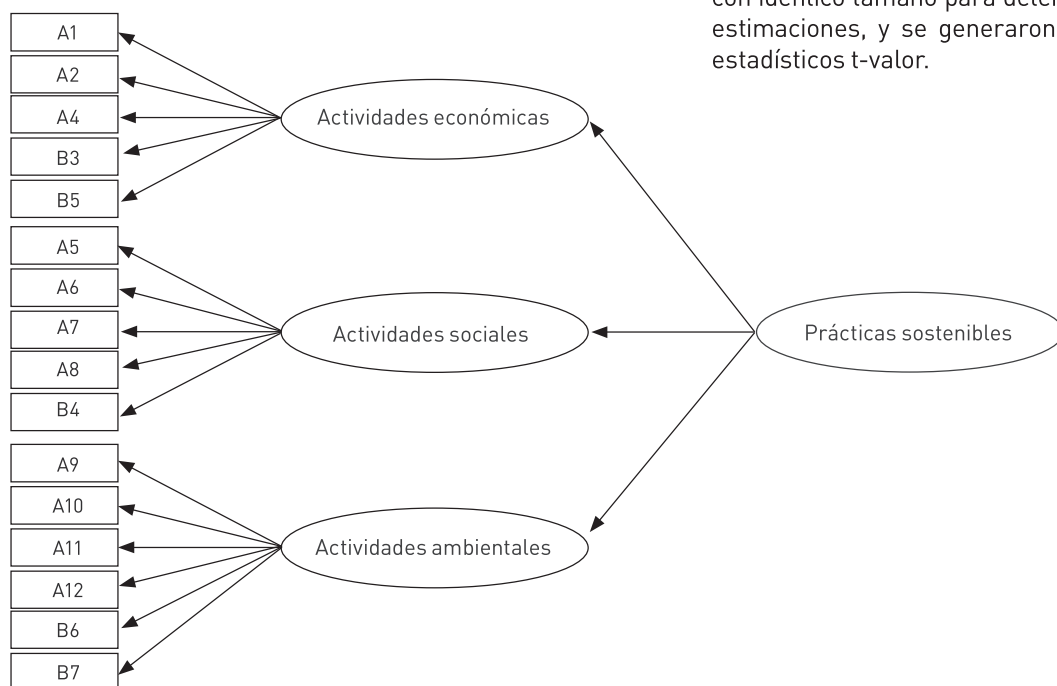 con idéntico tamaño para deter
estimaciones, y se generaron
estadísticos t-valor.
A1
A2
A4
B3
B5
Actividades económicas
A5
A6
A7
A8
B4
Actividades sociales
Prácticas sostenibles
A9
A10
A11
A12
B6
B7
Actividades ambientales